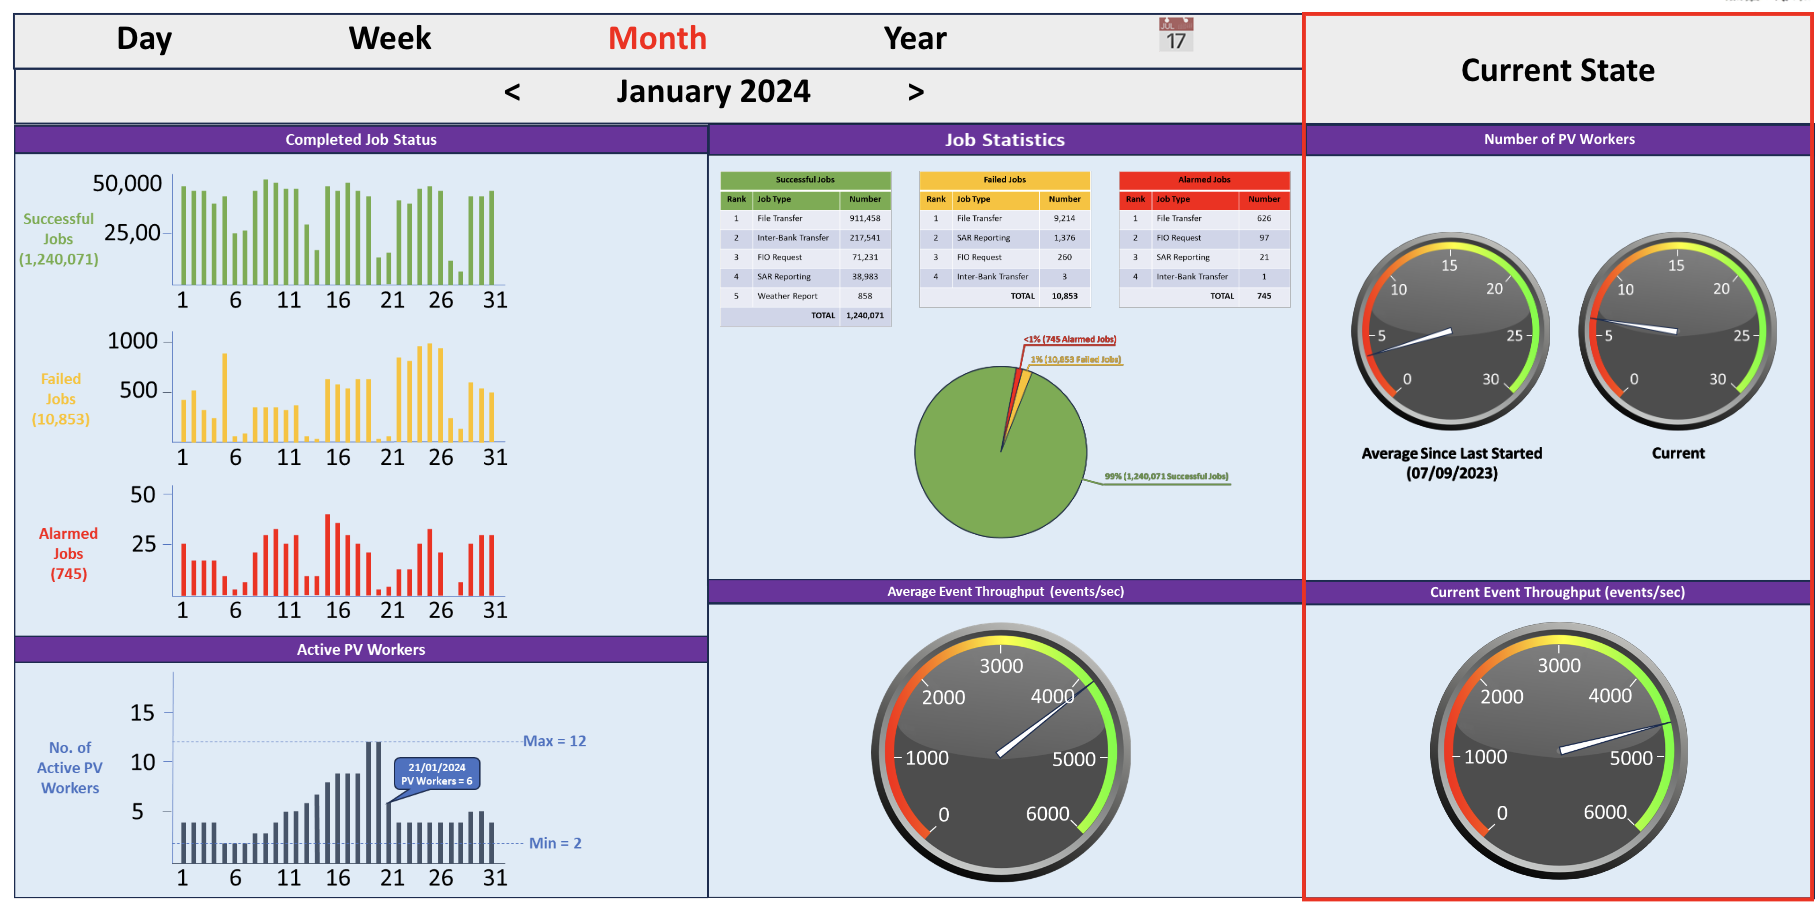 Day Week Month Year JUL 17
< January 2024 >
Current State
Completed Job Status
50,000
25,00
Successful
Jobs
(1,240,071)
1 6 11 16 21 26 31
1000
500
Failed
Jobs
(10,853)
1 6 11 16 21 26 31
50
25
Alarmed
Jobs
(745)
1 6 11 16 21 26 31
Active PV Workers
15
10
5
No. of
Active PV
Workers
Max = 12
21/01/2024
PV Workers = 6
Min = 2
1 6 11 16 21 26 31
Job Statistics
Successful Jobs
Rank Job Type Number
1 File Transfer 911,458
2 Inter-Bank Transfer 217,541
3 FIO Request 71,231
4 SAR Reporting 38,983
5 Weather Report 858
TOTAL 1,240,071
Failed Jobs
Rank Job Type Number
1 File Transfer 9,214
2 SAR Reporting 1,376
3 FIO Request 260
4 Inter-Bank Transfer 3
TOTAL 10,853
Alarmed Jobs
Rank Job Type Number
1 File Transfer 626
2 FIO Request 97
3 SAR Reporting 21
4 Inter-Bank Transfer 1
TOTAL 745
<1% (745 Alarmed Jobs)
1% (10,853 Failed Jobs)
99% (1,240,071 Successful Jobs)
Average Event Throughput (events/sec)
0 1000 2000 3000 4000 5000 6000
Number of PV Workers
0 5 10 15 20 25 30
Average Since Last Started
(07/09/2023)
0 5 10 15 20 25 30
Current
Current Event Throughput (events/sec)
0 1000 2000 3000 4000 5000 6000